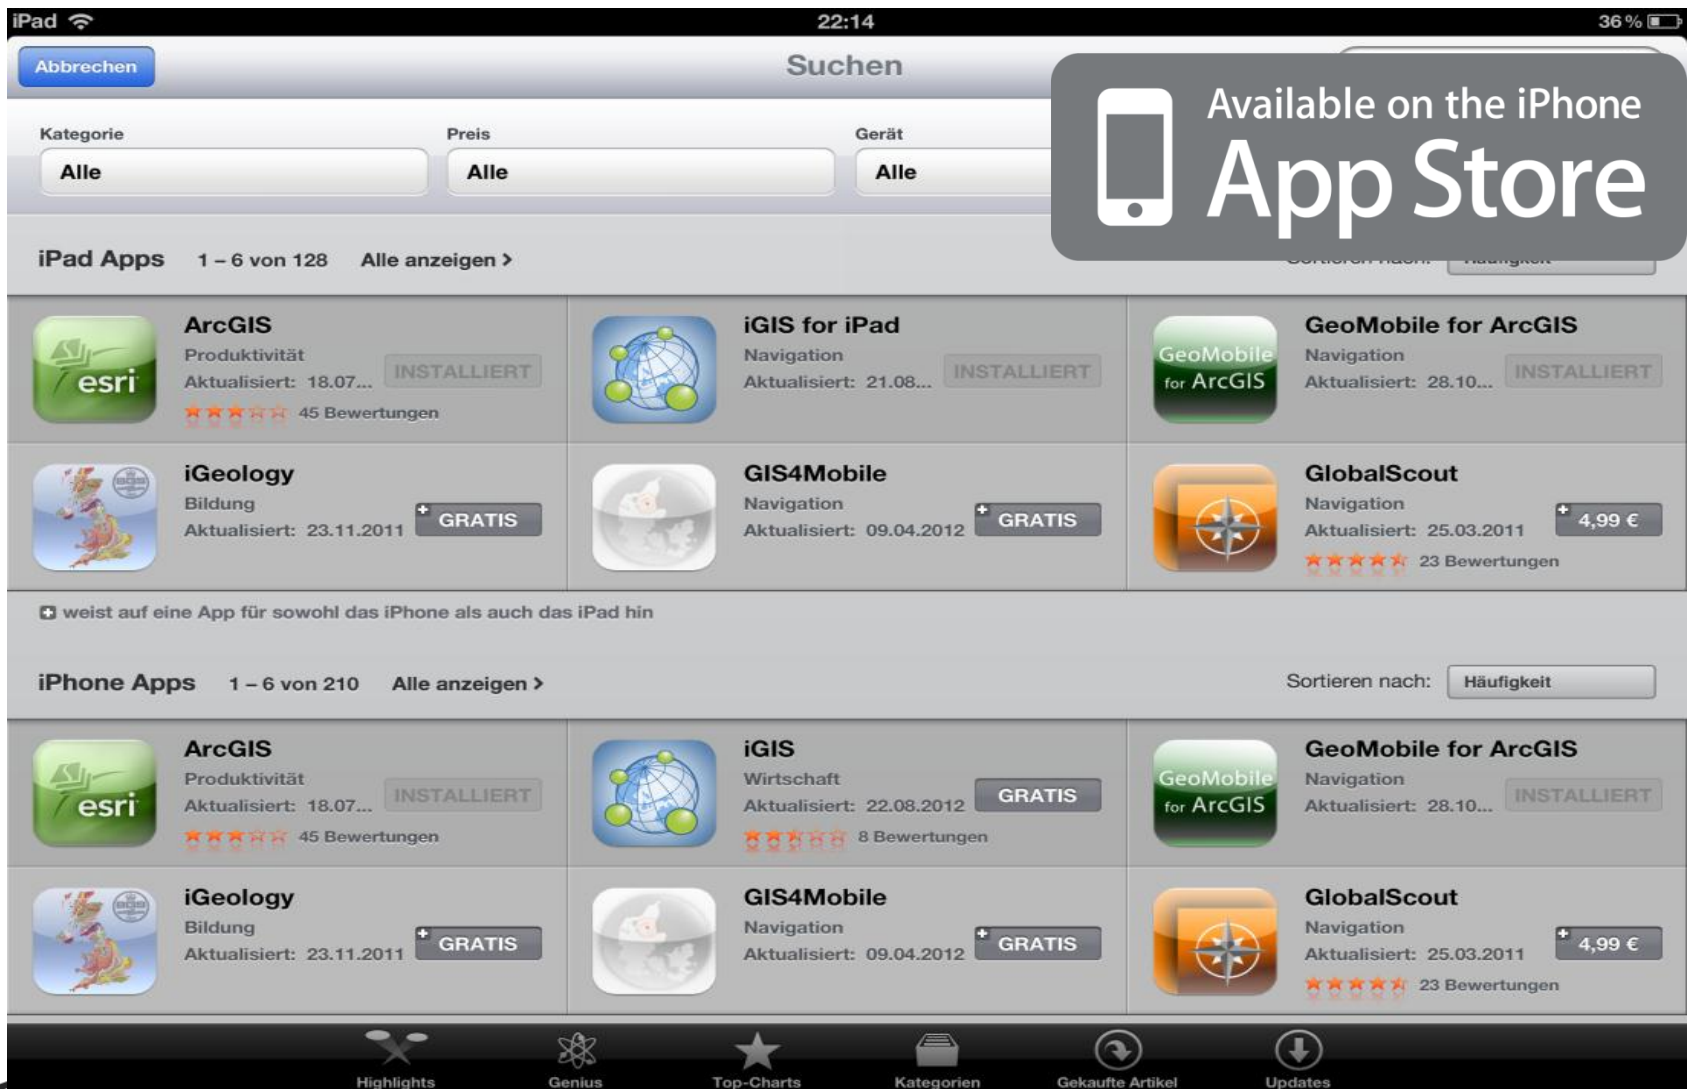 iPad
22:14
36 %
Abbrechen
Suchen
Available on the iPhone
App Store
Kategorie
Preis
Gerät
Alle
Alle
Alle
iPad Apps 1 – 6 von 128 Alle anzeigen >
Sortieren nach: Häufigkeit
ArcGIS
Produktivität
Aktualisiert: 18.07...
INSTALLIERT
45 Bewertungen
esri
iGIS for iPad
Navigation
Aktualisiert: 21.08...
INSTALLIERT
GeoMobile for ArcGIS
Navigation
Aktualisiert: 28.10...
INSTALLIERT
GeoMobile
for ArcGIS
iGeology
Bildung
Aktualisiert: 23.11.2011
GRATIS
BGS
GIS4Mobile
Navigation
Aktualisiert: 09.04.2012
GRATIS
GlobalScout
Navigation
Aktualisiert: 25.03.2011
4,99 €
23 Bewertungen
weist auf eine App für sowohl das iPhone als auch das iPad hin
iPhone Apps 1 – 6 von 210 Alle anzeigen >
Sortieren nach: Häufigkeit
ArcGIS
Produktivität
Aktualisiert: 18.07...
INSTALLIERT
45 Bewertungen
esri
iGIS
Wirtschaft
Aktualisiert: 22.08.2012
GRATIS
8 Bewertungen
GeoMobile for ArcGIS
Navigation
Aktualisiert: 28.10...
INSTALLIERT
GeoMobile
for ArcGIS
iGeology
Bildung
Aktualisiert: 23.11.2011
GRATIS
BGS
GIS4Mobile
Navigation
Aktualisiert: 09.04.2012
GRATIS
GlobalScout
Navigation
Aktualisiert: 25.03.2011
4,99 €
23 Bewertungen
Highlights
Genius
Top-Charts
Kategorien
Gekaufte Artikel
Updates